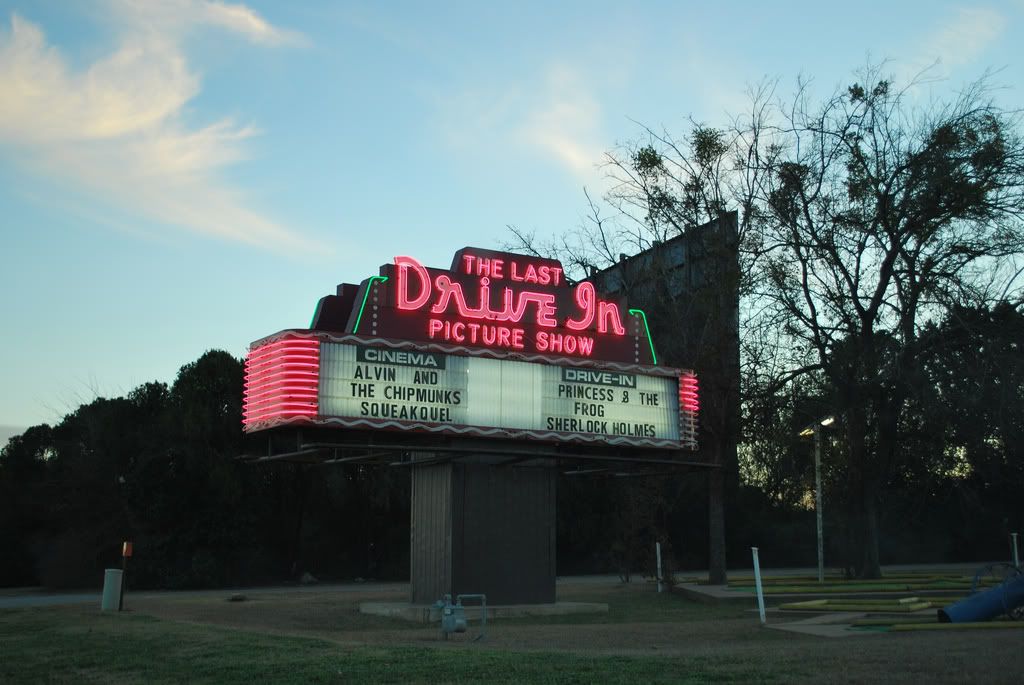 THE LAST
Drive In
PICTURE SHOW
CINEMA
ALVIN AND
THE CHIPMUNKS
SQUEAKQUEL
DRIVE-IN
PRINCESS & THE
FROG
SHERLOCK HOLMES